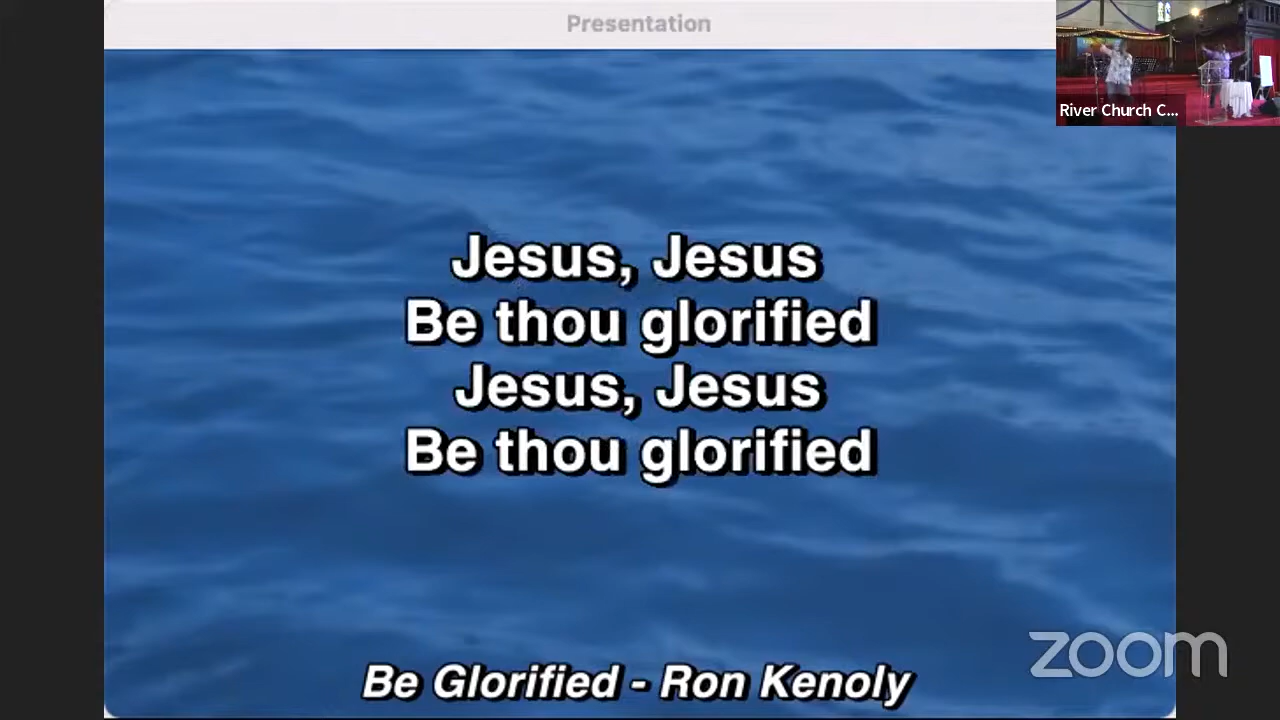 Presentation
River Church C...
Jesus, Jesus
Be thou glorified
Jesus, Jesus
Be thou glorified
Be Glorified - Ron Kenoly
zoom